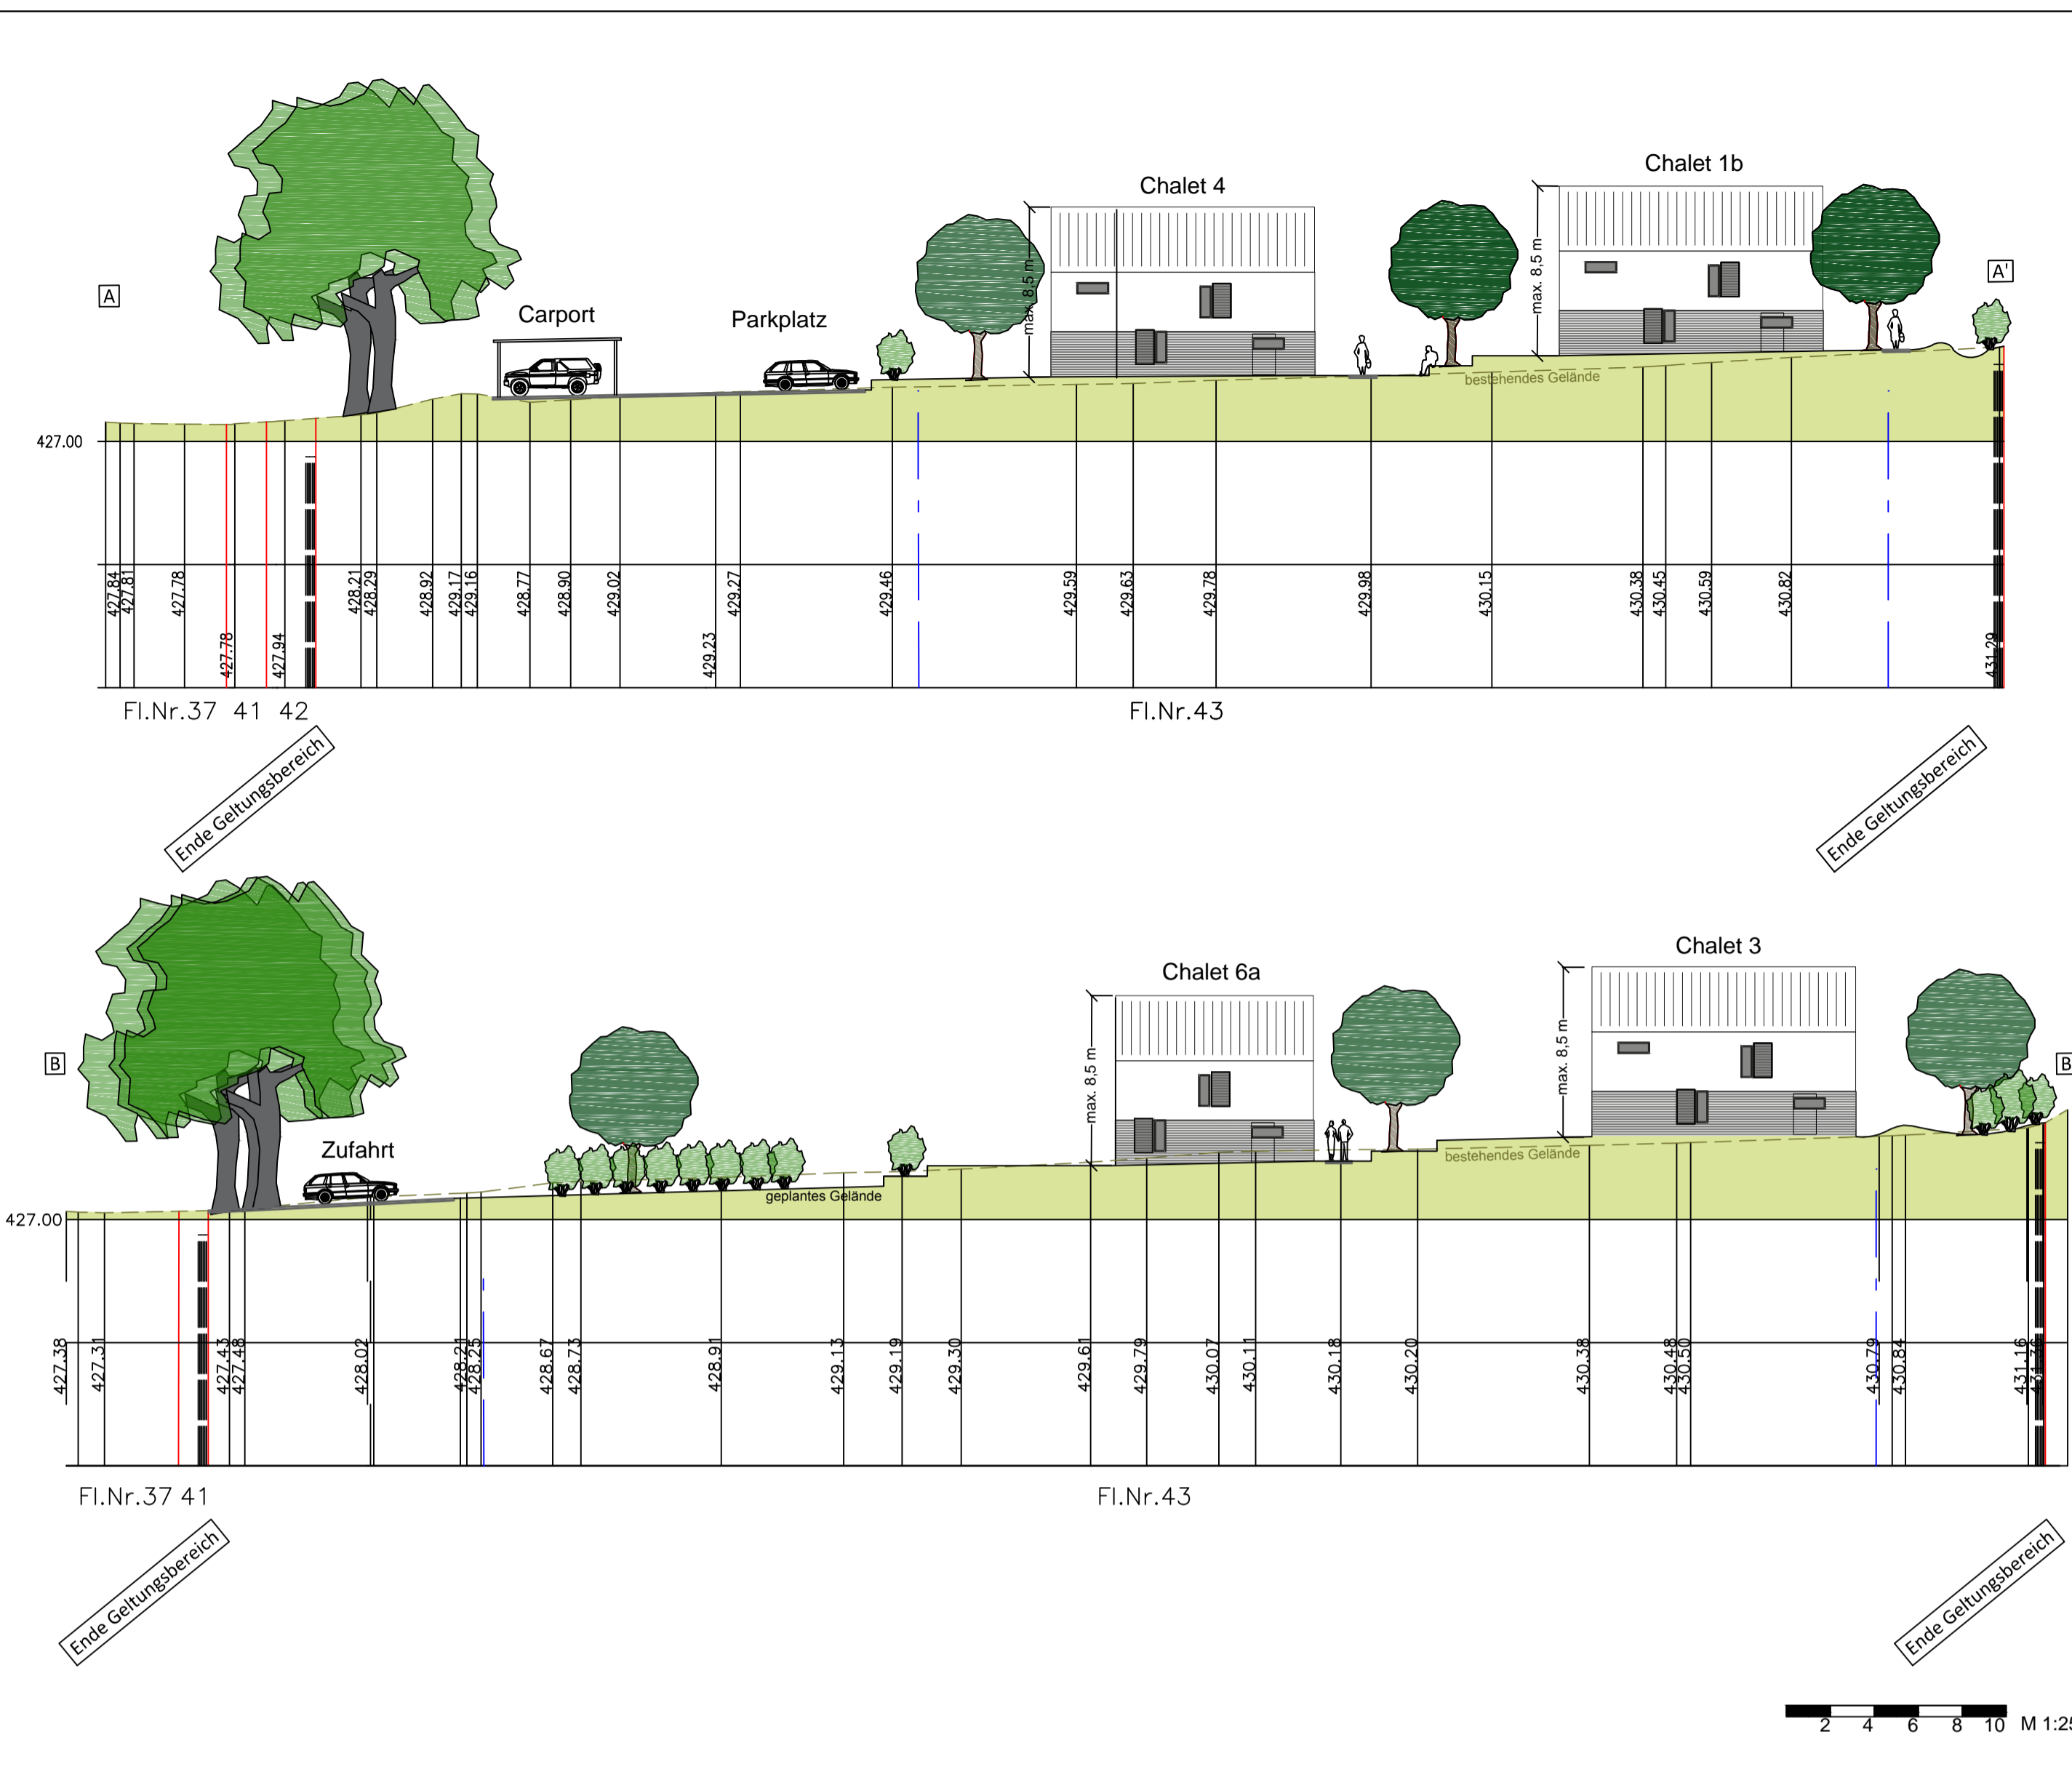 Chalet 1b
Chalet 4
max. 8,5 m
max. 8,5 m
A
A'
Carport
Parkplatz
bestehendes Gelände
427.00
427.84
427.81
427.78
427.78
427.94
428.21
428.29
428.92
429.17
429.16
428.77
428.90
429.02
429.23
429.27
429.46
429.59
429.63
429.78
429.98
430.15
430.38
430.45
430.59
430.82
431.29
Fl.Nr.37 41 42
Fl.Nr.43
Ende Geltungsbereich
Ende Geltungsbereich
Chalet 3
Chalet 6a
max. 8,5 m
max. 8,5 m
B
B
Zufahrt
bestehendes Gelände
geplantes Gelände
427.00
427.38
427.31
427.43
427.48
428.02
428.21
428.25
428.67
428.73
428.91
429.13
429.19
429.30
429.61
429.79
430.07
430.11
430.18
430.20
430.38
430.48
430.50
430.79
430.84
431.16
Fl.Nr.37 41
Fl.Nr.43
Ende Geltungsbereich
Ende Geltungsbereich
2 4 6 8 10 M 1:25